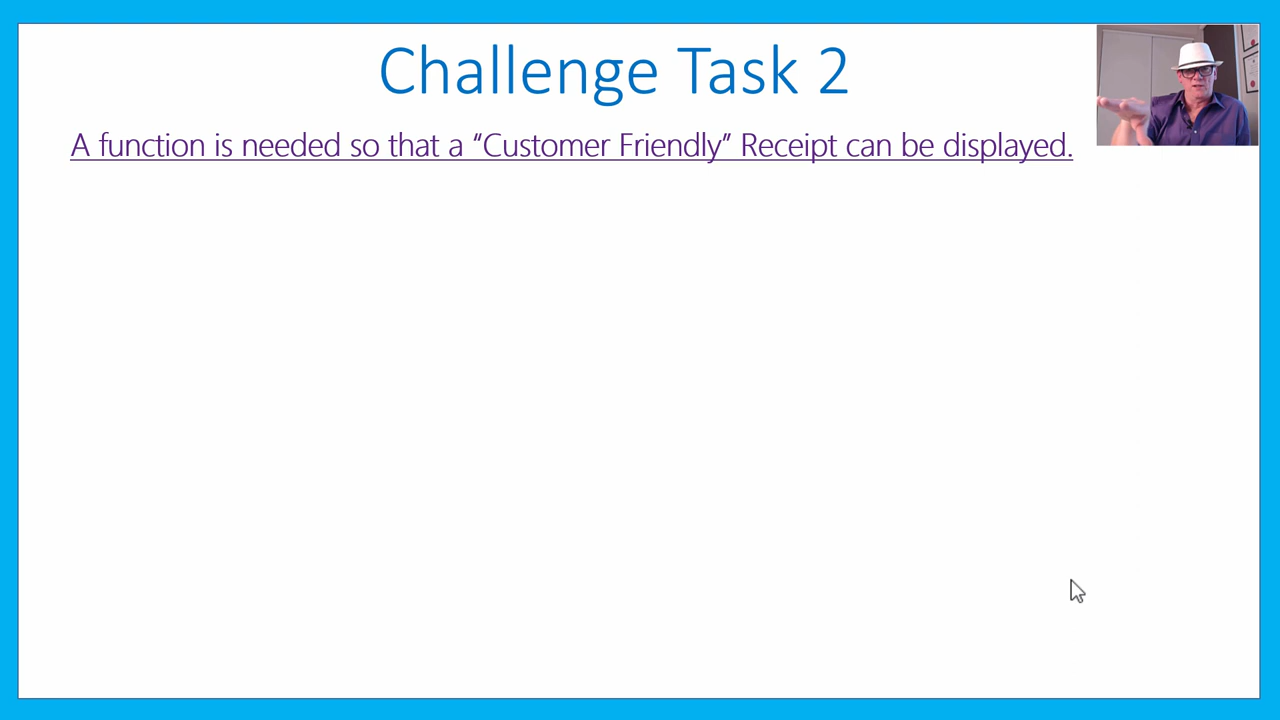 Challenge Task 2
A function is needed so that a “Customer Friendly” Receipt can be displayed.